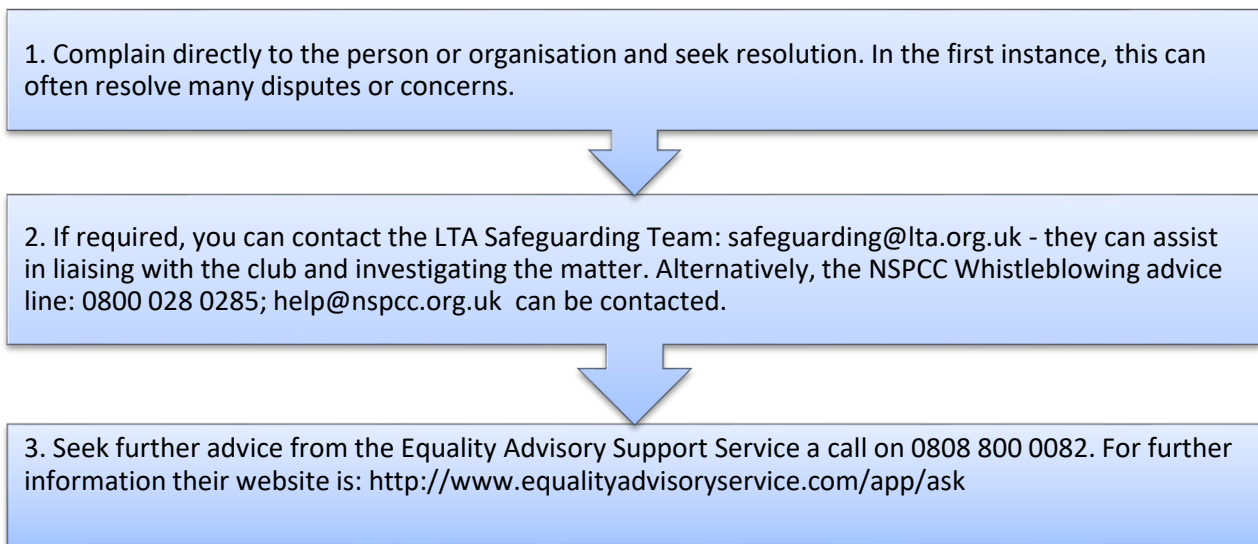 1. Complain directly to the person or organisation and seek resolution. In the first instance, this can
often resolve many disputes or concerns.
2. If required, you can contact the LTA Safeguarding Team: safeguarding@lta.org.uk - they can assist
in liaising with the club and investigating the matter. Alternatively, the NSPCC Whistleblowing advice
line: 0800 028 0285; help@nspcc.org.uk  can be contacted.
3. Seek further advice from the Equality Advisory Support Service a call on 0808 800 0082. For further
information their website is: http://www.equalityadvisoryservice.com/app/ask